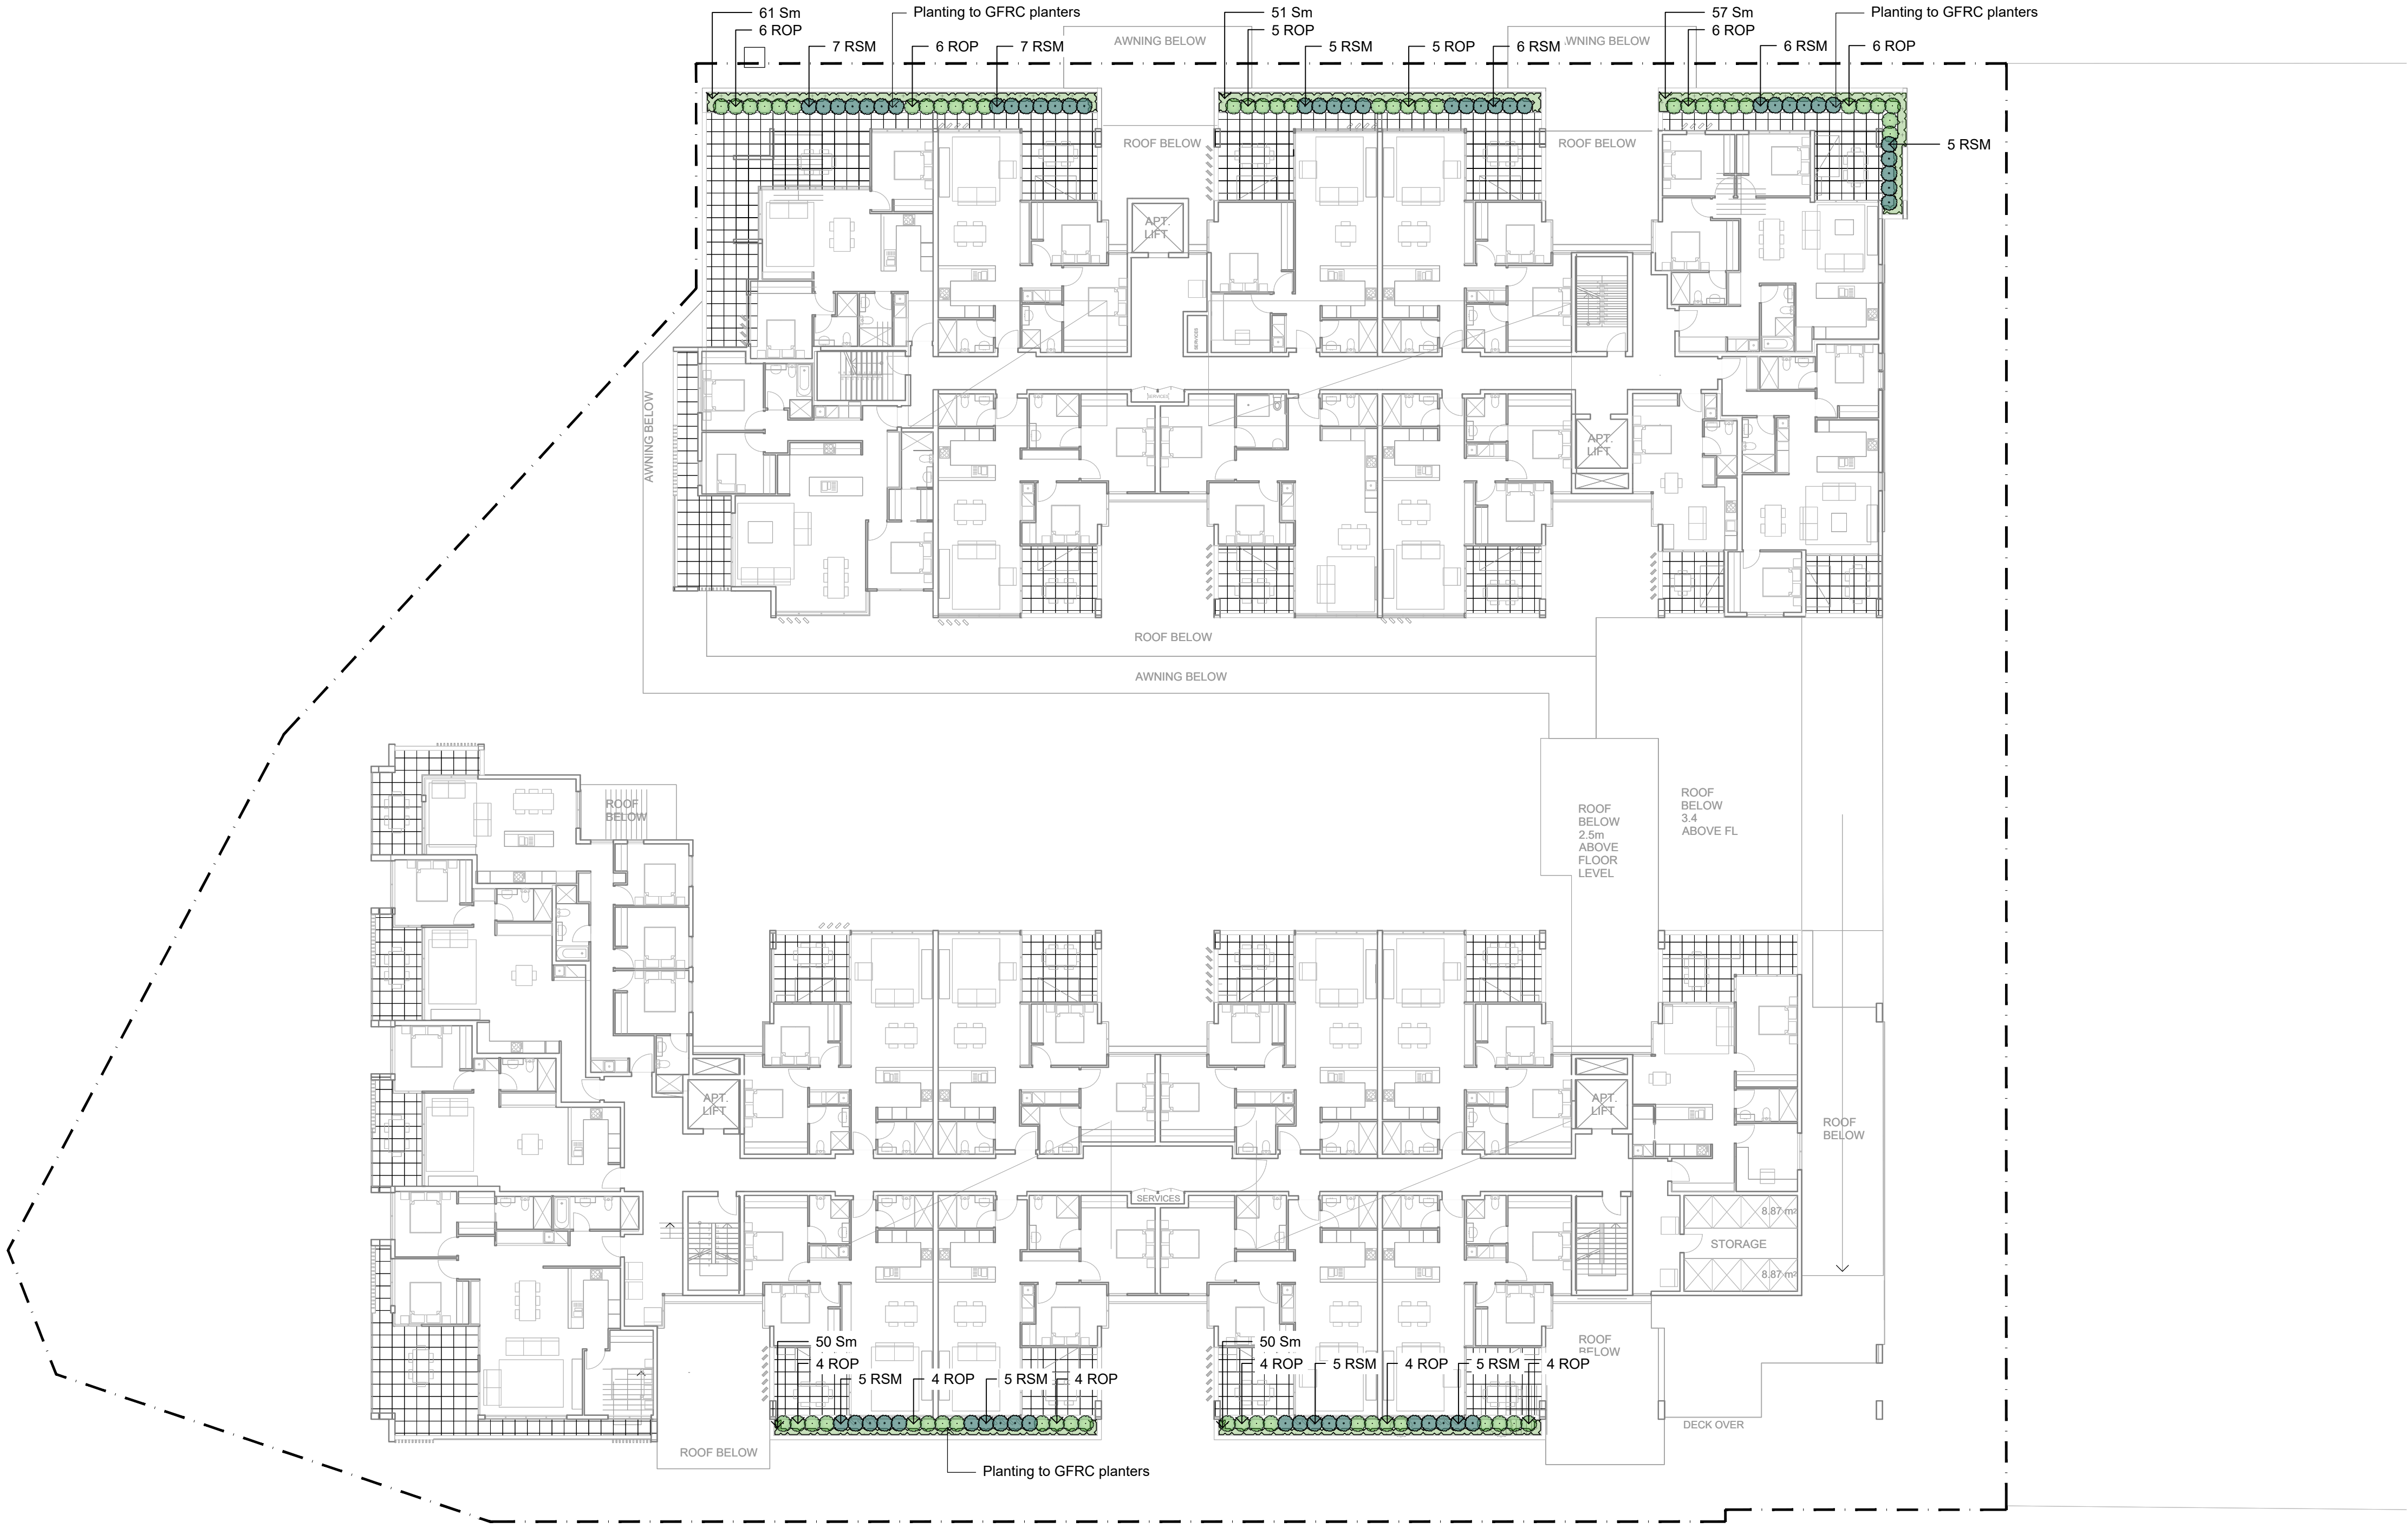 61 Sm
6 ROP
7 RSM
Planting to GFRC planters
6 ROP
7 RSM
AWNING BELOW
51 Sm
5 ROP
5 RSM
5 ROP
6 RSM
WNING BELOW
57 Sm
6 ROP
6 RSM
Planting to GFRC planters
6 ROP
5 RSM
ROOF BELOW
ROOF BELOW
APT.
LIFT
SERVICES
AWNING BELOW
SERVICES
APT.
LIFT
ROOF BELOW
AWNING BELOW
ROOF
BELOW
ROOF
BELOW
2.5m
ABOVE
FLOOR
LEVEL
ROOF
BELOW
3.4
ABOVE FL
APT.
LIFT
APT.
LIFT
ROOF
BELOW
SERVICES
8.87 m²
STORAGE
8.87 m²
50 Sm
4 ROP
5 RSM
4 ROP
5 RSM
4 ROP
50 Sm
4 ROP
5 RSM
4 ROP
5 RSM
4 ROP
ROOF
BELOW
DECK OVER
ROOF BELOW
Planting to GFRC planters